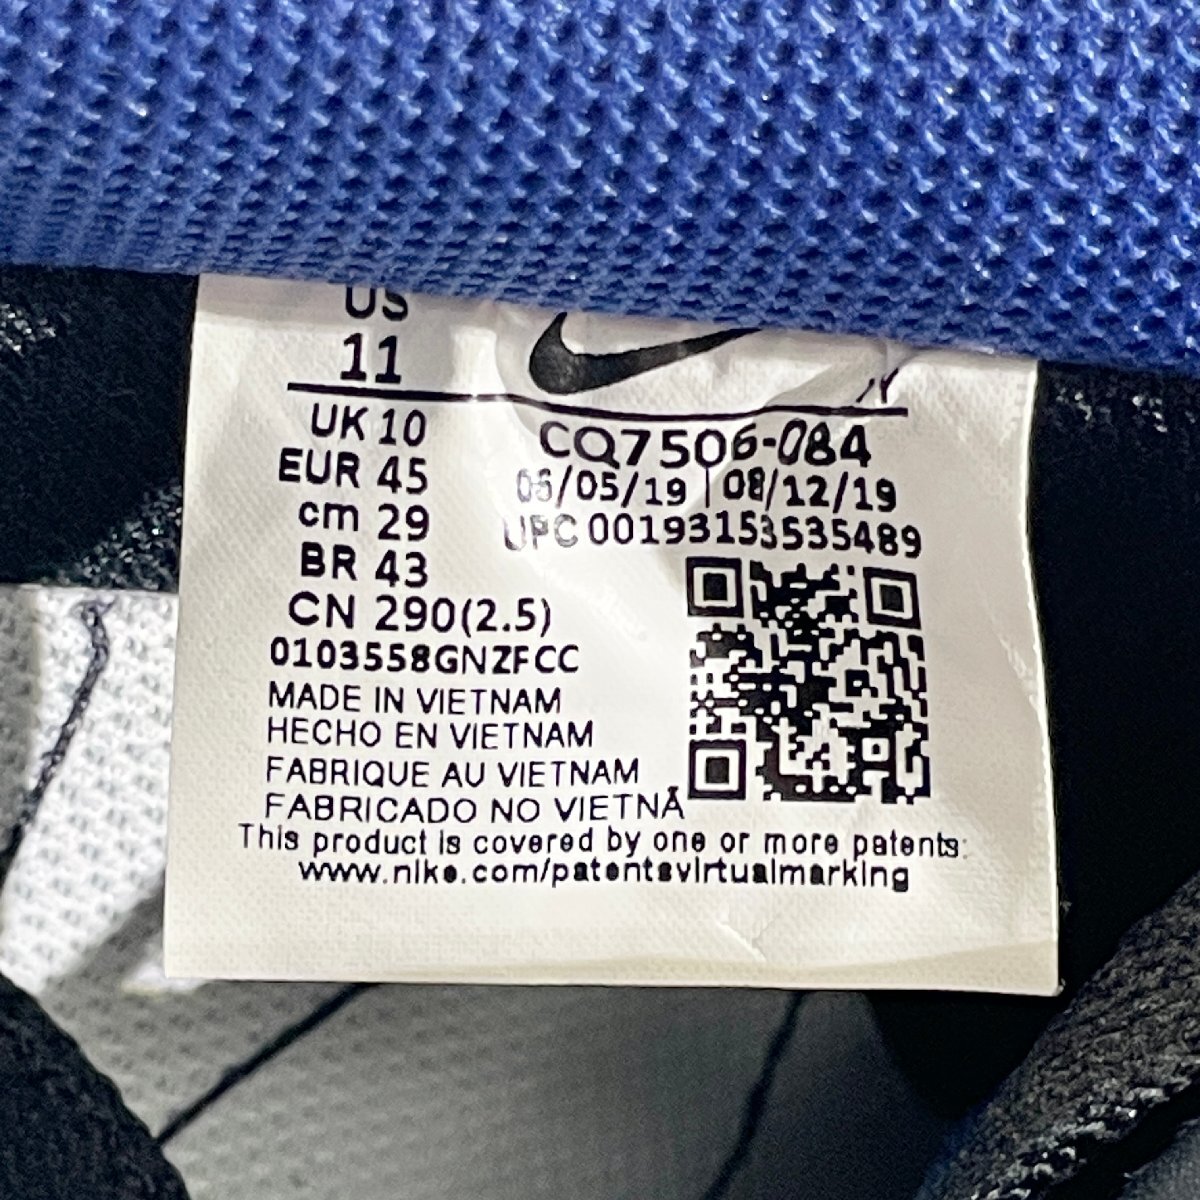 US
11
UK 10
EUR 45
cm 29
BR 43
CN 290(2.5)
0103558GNZFCC
MADE IN VIETNAM
HECHO EN VIETNAM
FABRIQUE AU VIETNAM
FABRICADO NO VIETNÃ
CQ7506-084
06/05/19 | 08/12/19
UPC 00193153535489
This product is covered by one or more patents:
www.nike.com/patentsvirtualmarking